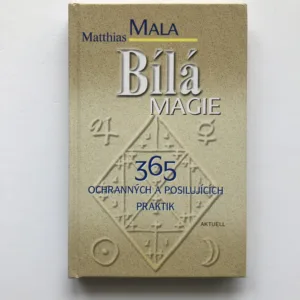 Matthias MALA
Bílá
MAGIE
365
OCHRANNÝCH A POSILUJÍCÍCH
PRAKTIK
AKTUELL